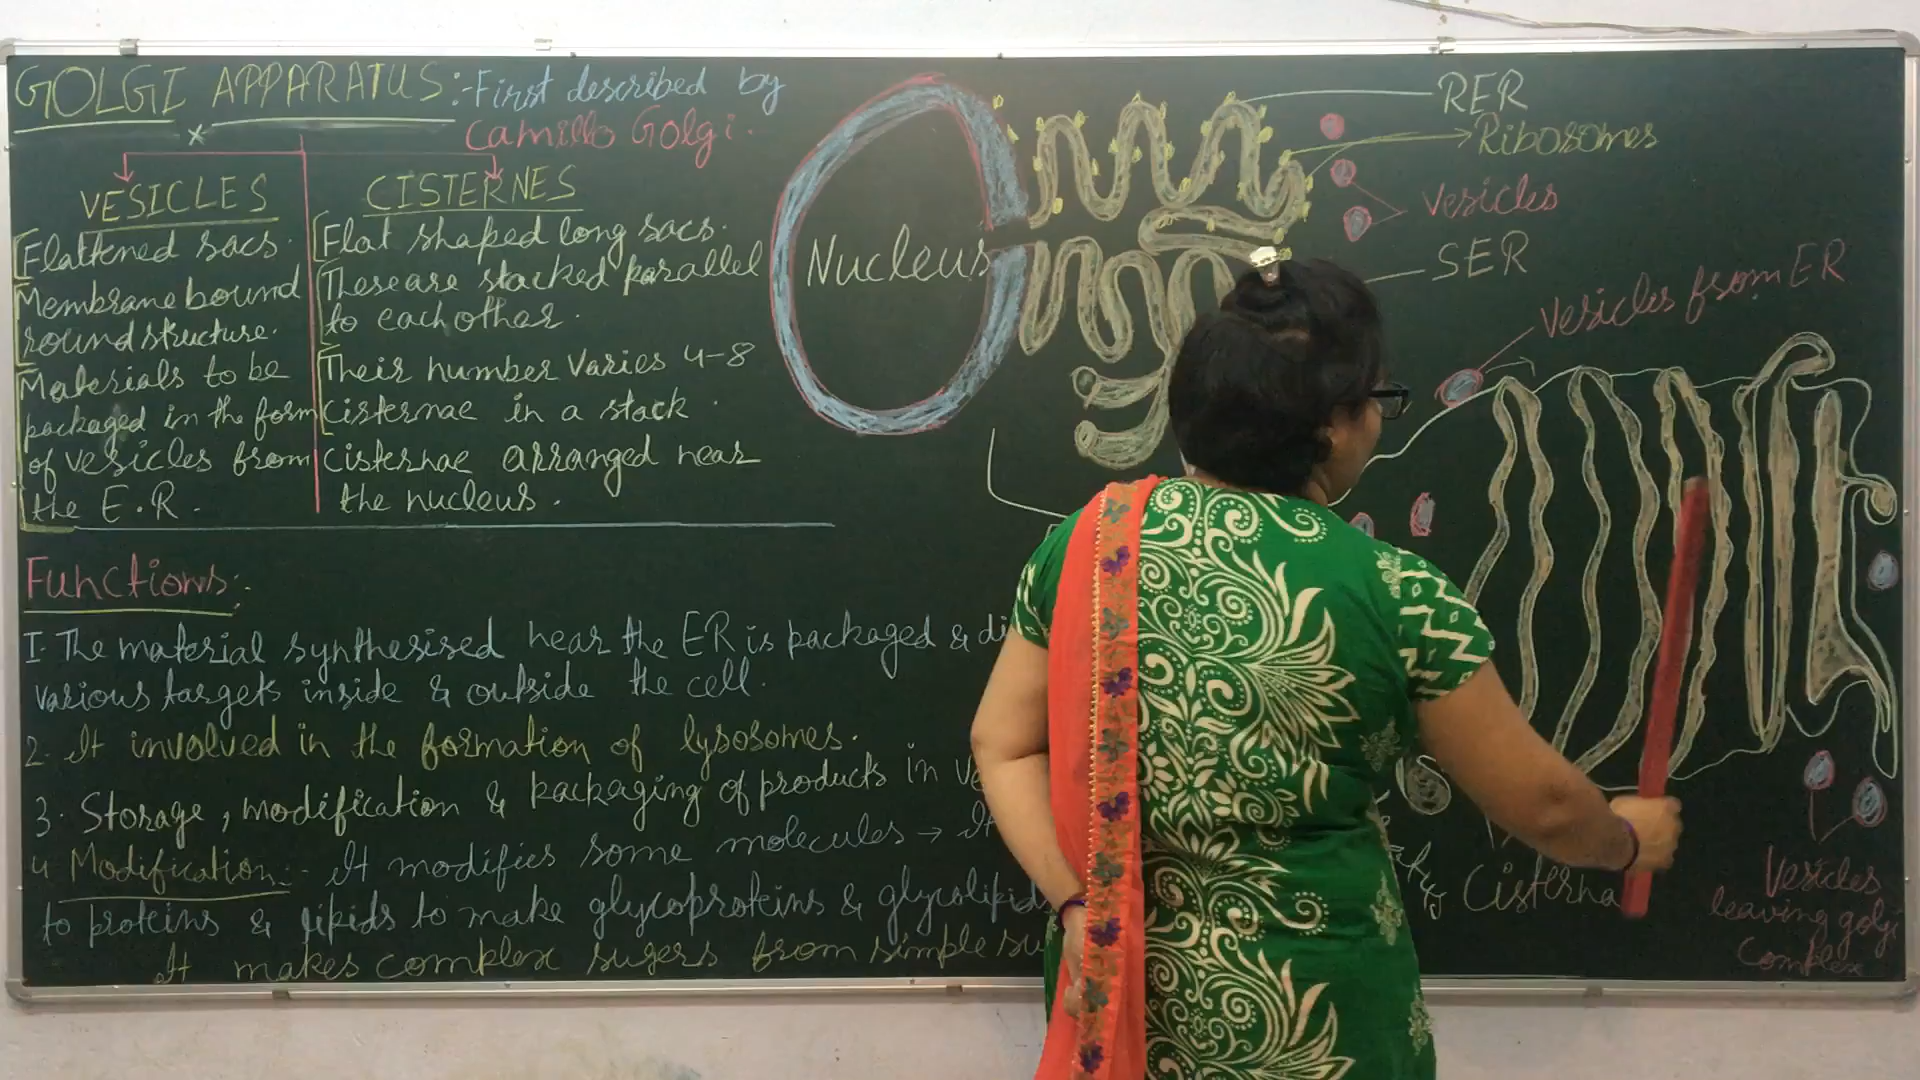 GOLGI APPARATUS:-First described by
Camillo Golgi.
VESICLES
Flattened sacs.
Membrane bound
round structure.
Materials to be
packaged in the form
of vesicles from
the E.R.
CISTERNES
Flat shaped long sacs.
These are stacked parallel
to each other.
Their number varies 4-8
cisternae in a stack.
cisternae arranged near
the nucleus.
Functions:-
I. The material synthesised near the ER is packaged &
various targets inside & outside the cell.
2. It involved in the formation of lysosomes.
3. Storage, modification & packaging of products in
4 Modification:- It modifies some molecules → It
to proteins & lipids to make glycoproteins & glycolipid
It makes complex sugers from simple
Nucleus
RER
Ribosomes
Vesicles
SER
Vesicles from ER
Cisterna
Vesicles
leaving golgi
Complex